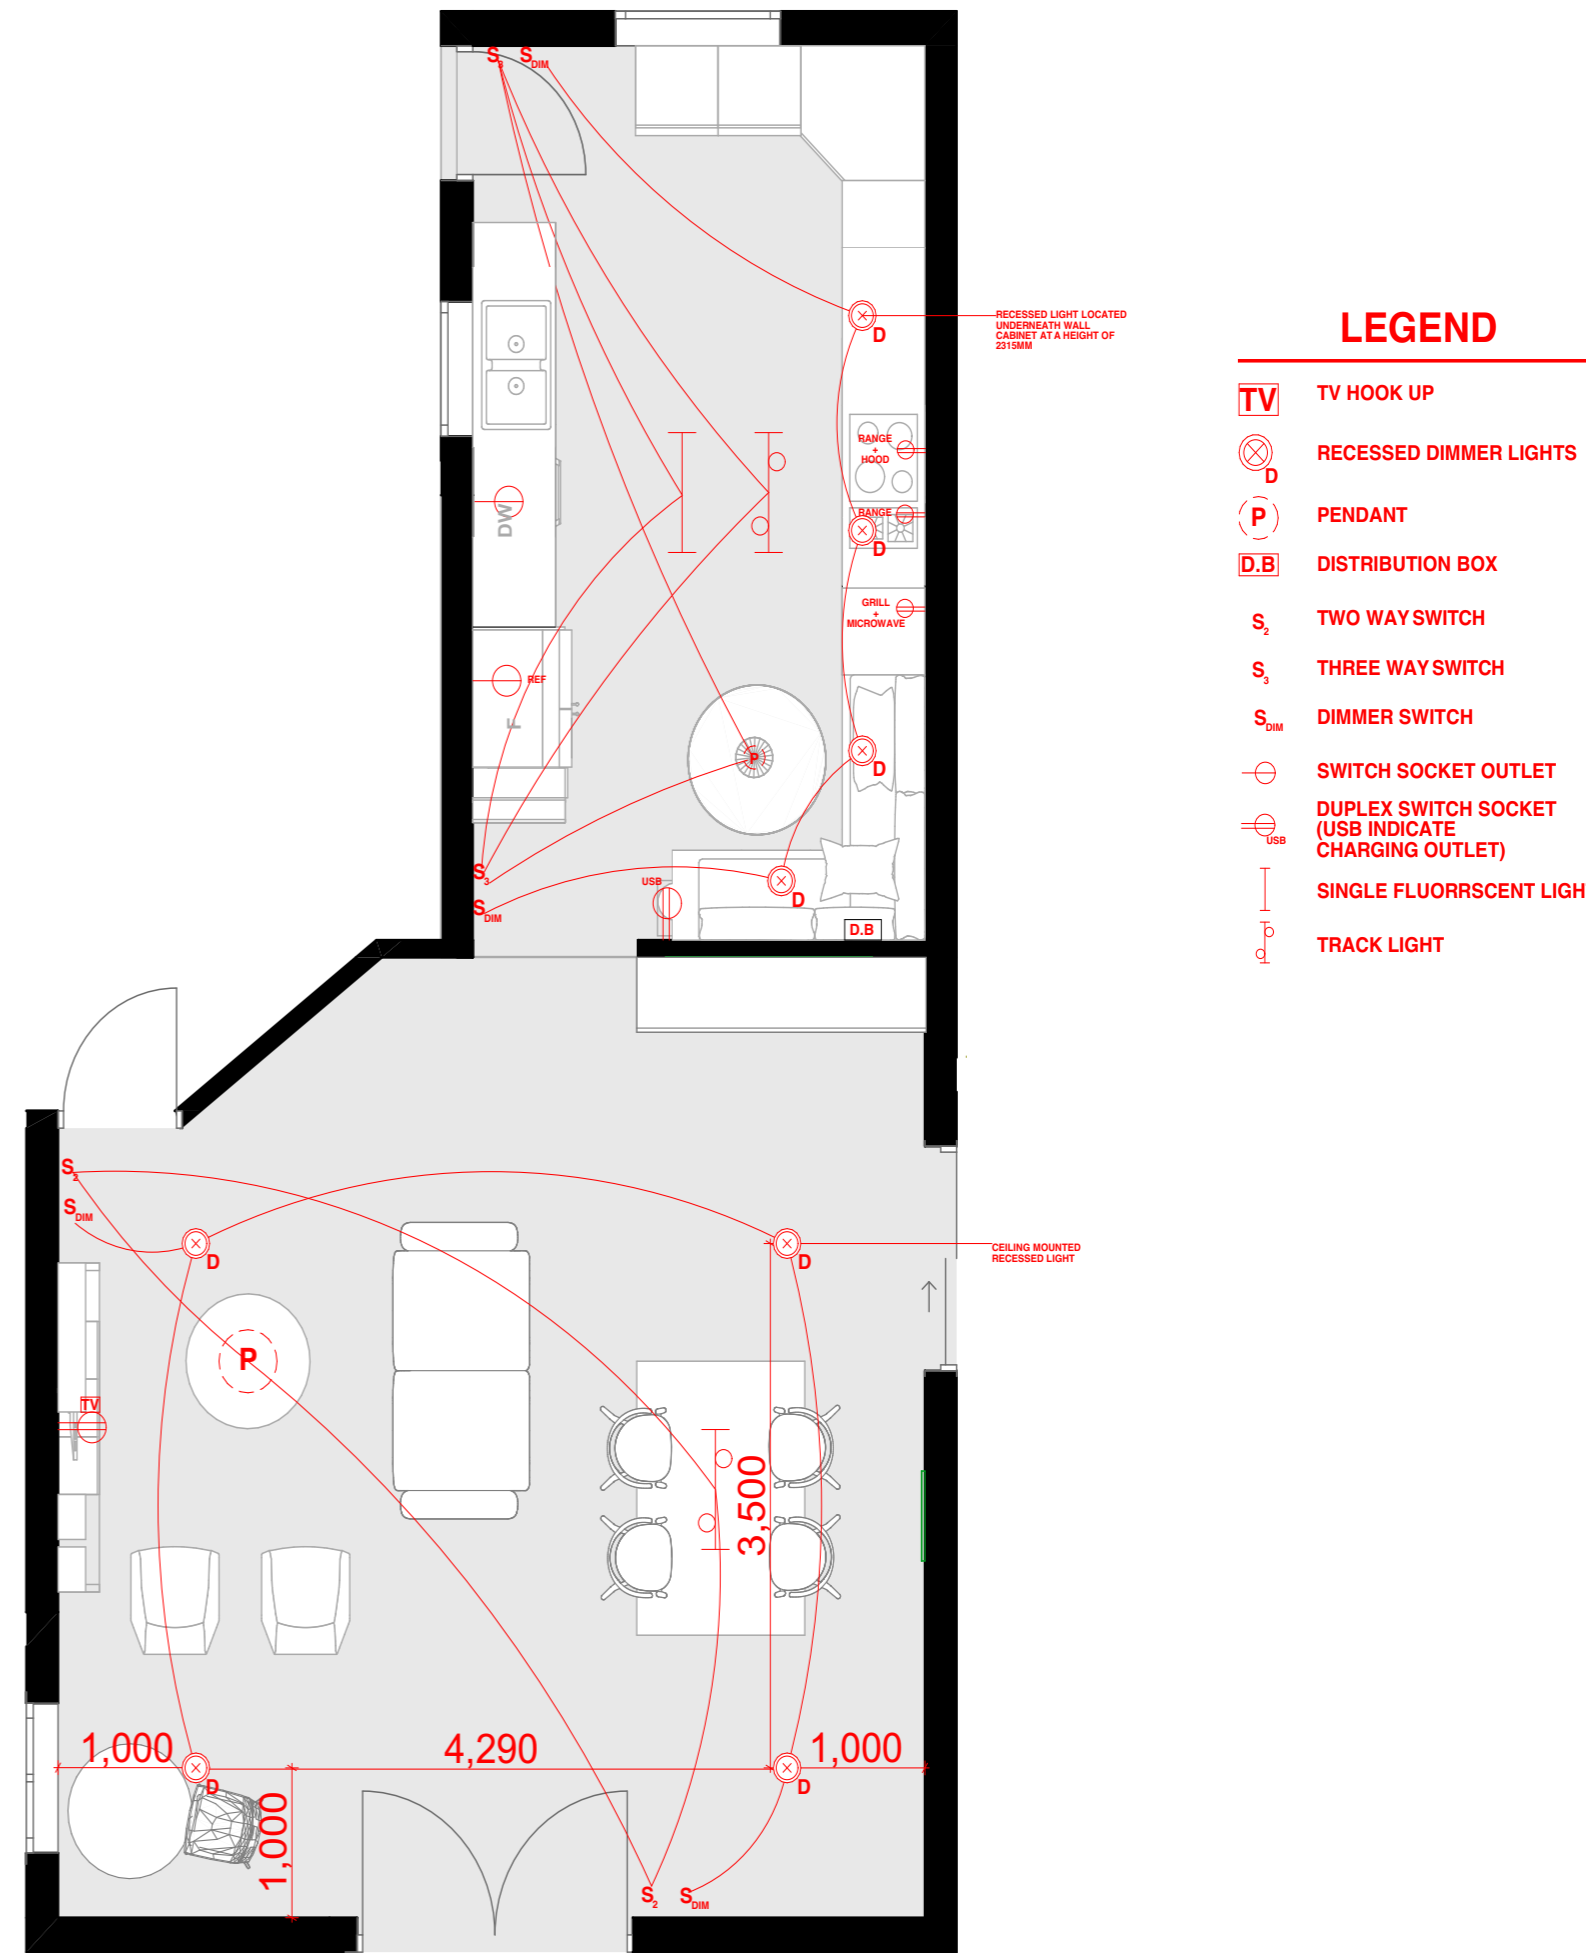 S3
SDIM
RECESSED LIGHT LOCATED
UNDERNEATH WALL
CABINET AT A HEIGHT OF
2315MM
D
RANGE
+
HOOD
DW
RANGE
D
GRILL
+
MICROWAVE
REF
F
P
D
S3
SDIM
USB
D
D.B
LEGEND
TV TV HOOK UP
D RECESSED DIMMER LIGHTS
P PENDANT
D.B DISTRIBUTION BOX
S2 TWO WAY SWITCH
S3 THREE WAY SWITCH
SDIM DIMMER SWITCH
SWITCH SOCKET OUTLET
DUPLEX SWITCH SOCKET
(USB INDICATE
CHARGING OUTLET)
USB
SINGLE FLUORRSCENT LIGH
TRACK LIGHT
S2
SDIM
D
D
CEILING MOUNTED
RECESSED LIGHT
P
TV
3,500
1,000
4,290
1,000
D
D
1,000
S2
SDIM